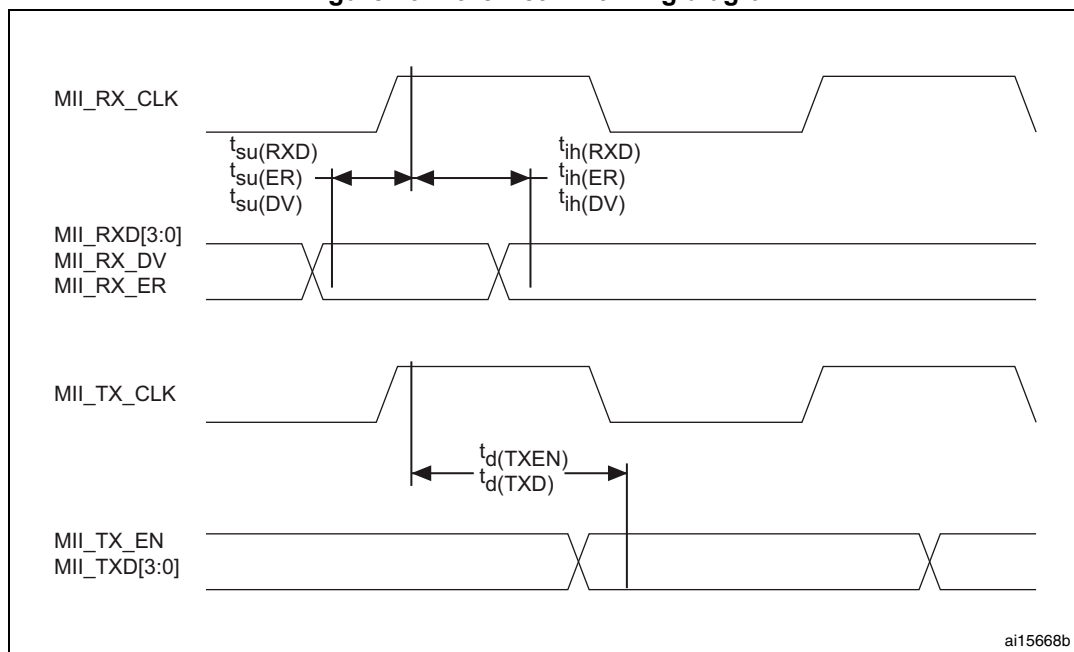 MII_RX_CLK
tsu(RXD)
tsu(ER)
tsu(DV)
tih(RXD)
tih(ER)
tih(DV)
MII_RXD[3:0]
MII_RX_DV
MII_RX_ER
MII_TX_CLK
td(TXEN)
td(TXD)
MII_TX_EN
MII_TXD[3:0]
ai15668b